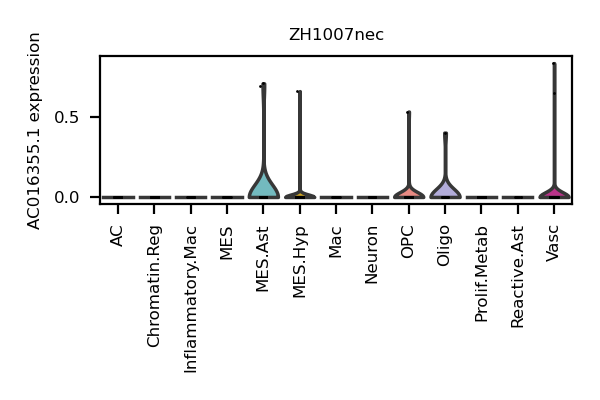 ZH1007nec
AC016355.1 expression
0.5
0.0
AC
Chromatin.Reg
Inflammatory.Mac
MES
MES.Ast
MES.Hyp
Mac
Neuron
OPC
Oligo
Prolif.Metab
Reactive.Ast
Vasc